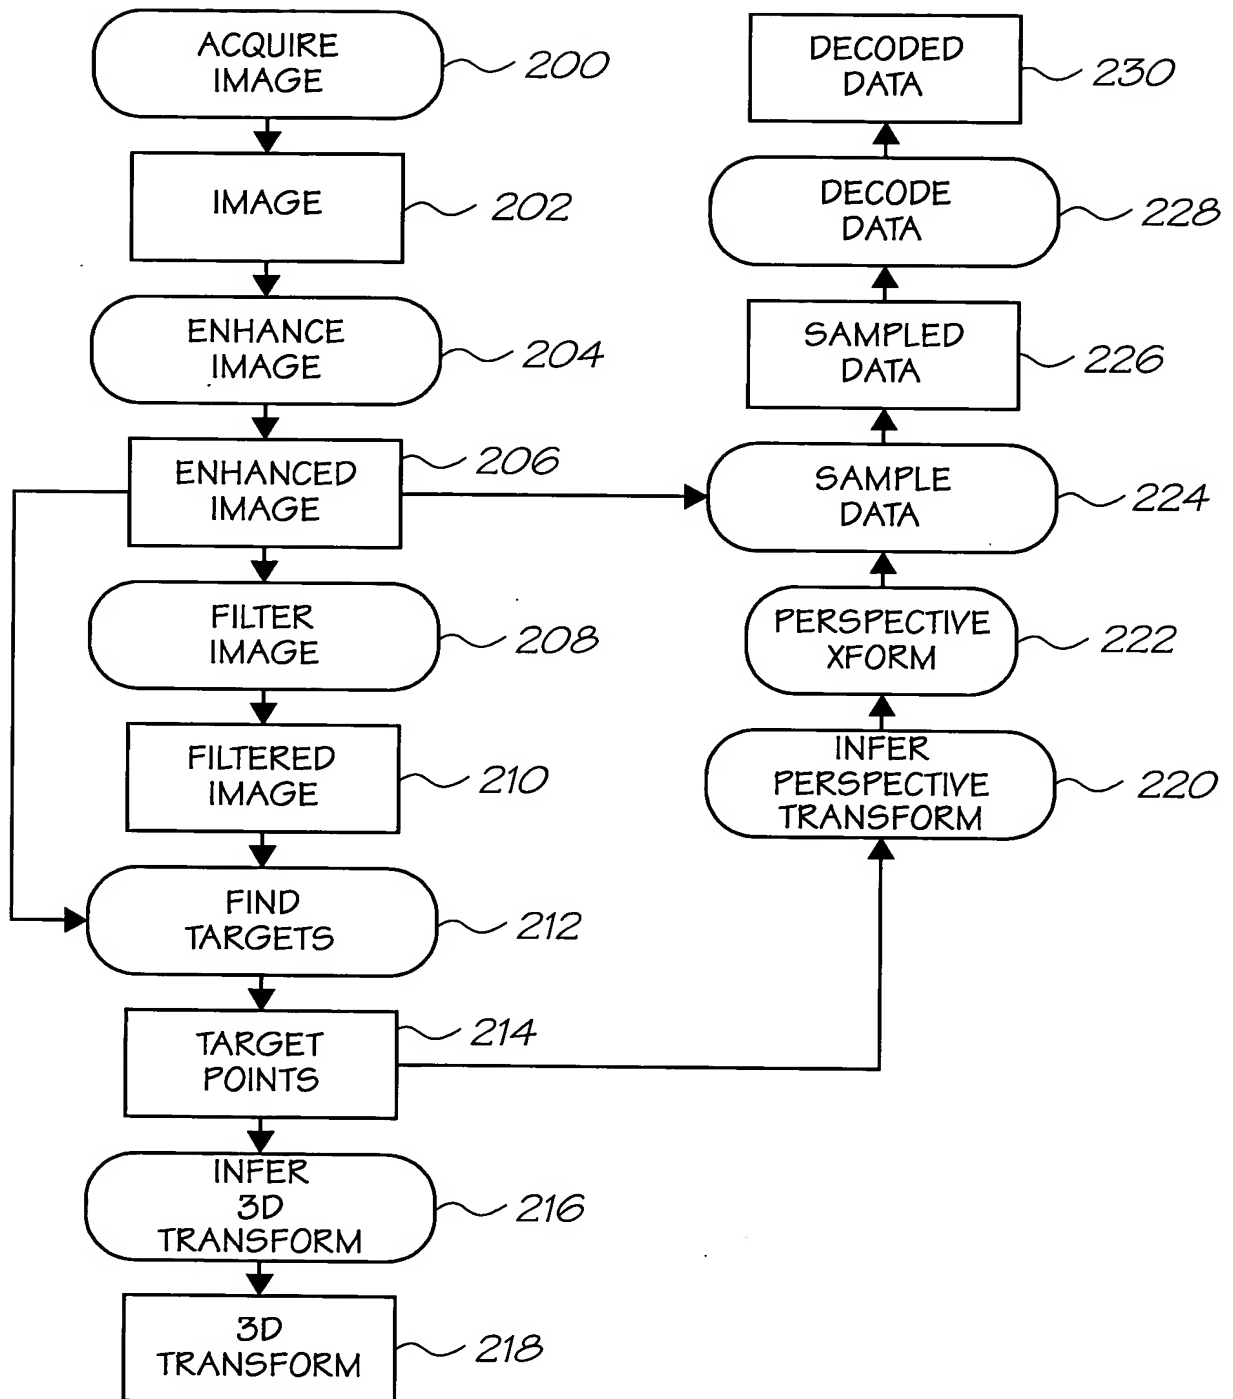 ACQUIRE
IMAGE
200
IMAGE
202
ENHANCE
IMAGE
204
ENHANCED
IMAGE
206
FILTER
IMAGE
208
FILTERED
IMAGE
210
FIND
TARGETS
212
TARGET
POINTS
214
INFER
3D
TRANSFORM
216
3D
TRANSFORM
218
DECODED
DATA
230
DECODE
DATA
228
SAMPLED
DATA
226
SAMPLE
DATA
224
PERSPECTIVE
XFORM
222
INFER
PERSPECTIVE
TRANSFORM
220